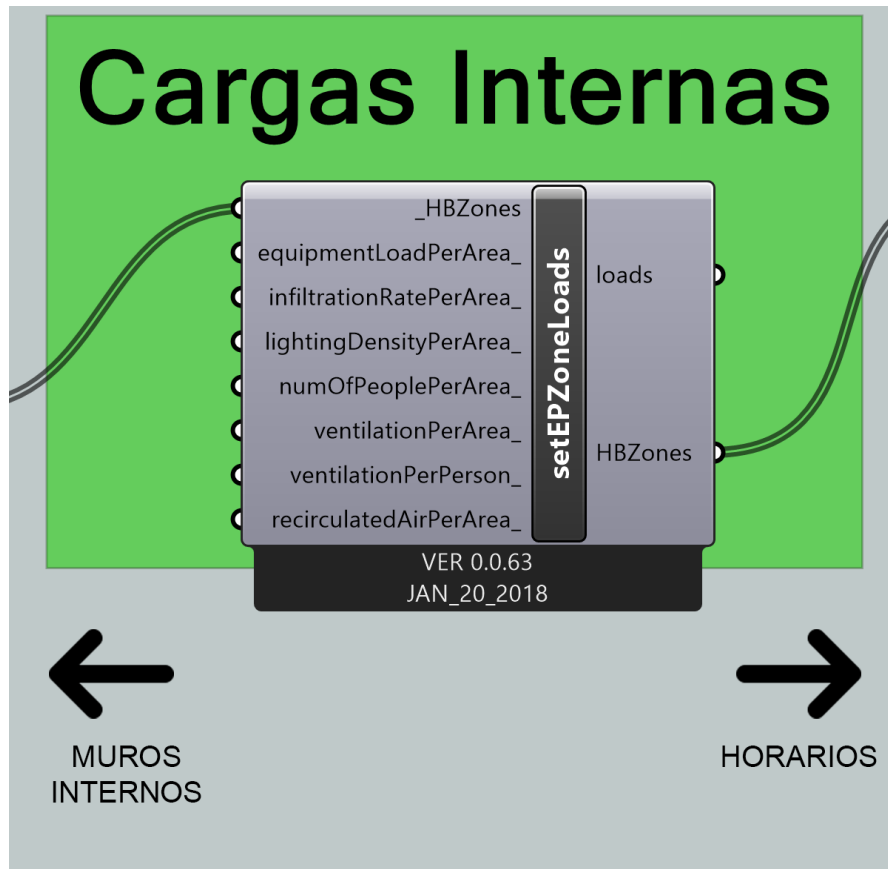 Cargas Internas
_HBZones
equipmentLoadPerArea_
infiltrationRatePerArea_
lightingDensityPerArea_
numOfPeoplePerArea_
ventilationPerArea_
ventilationPerPerson_
recirculatedAirPerArea_
setEPZoneLoads
loads
HBZones
VER 0.0.63
JAN_20_2018
MUROS
INTERNOS
HORARIOS